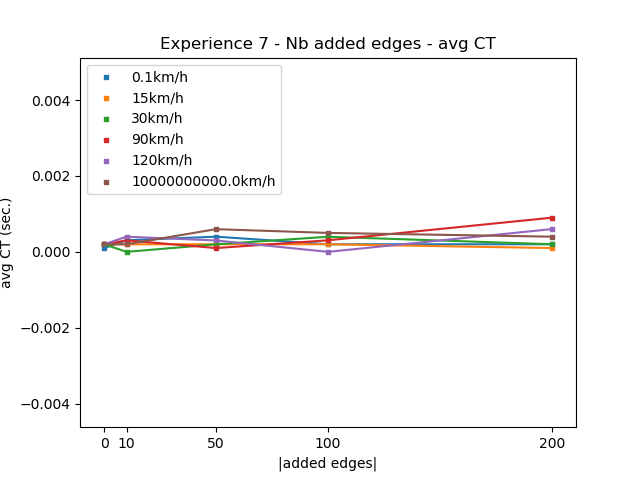 Experience 7 - Nb added edges - avg CT
0.1km/h
15km/h
30km/h
90km/h
120km/h
10000000000.0km/h
avg CT (sec.)
0.004
0.002
0.000
−0.002
−0.004
0 10 50 100 200
|added edges|